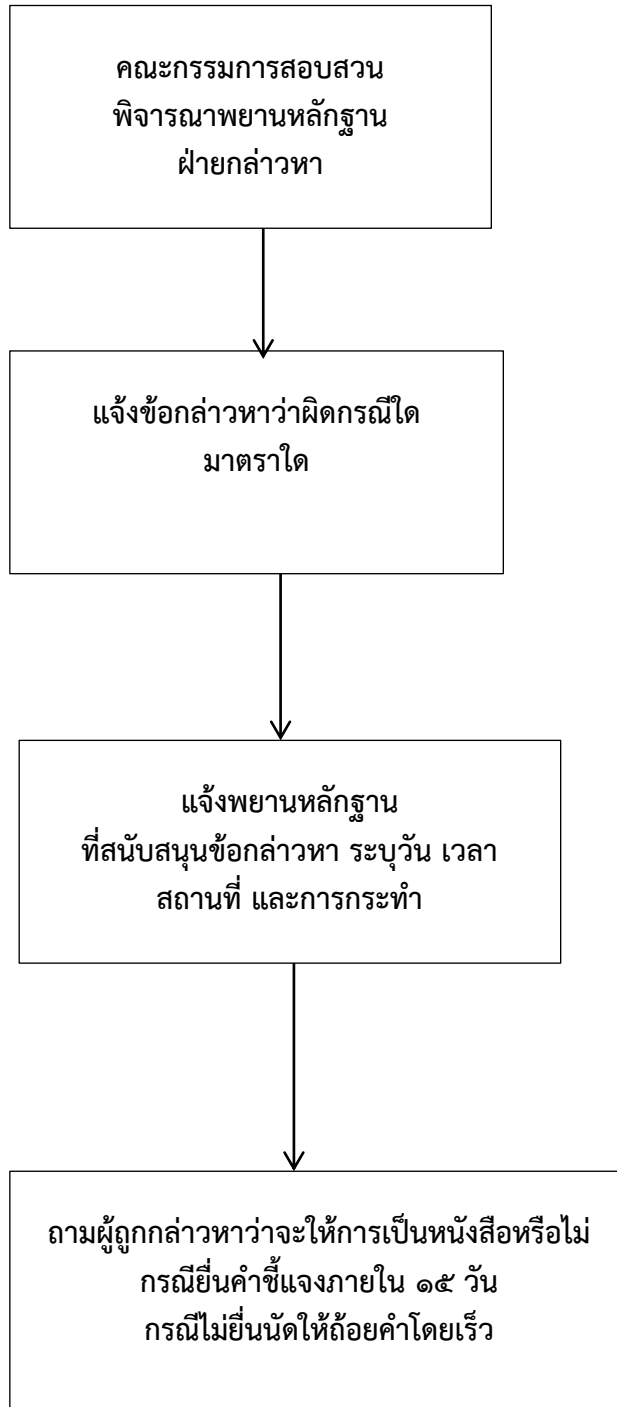 คณะกรรมการสอบสวน
พิจารณาพยานหลักฐาน
ฝ่ายกล่าวหา
แจ้งข้อกล่าวหาว่าผิดกรณีใด
มาตราใด
แจ้งพยานหลักฐาน
ที่สนับสนุนข้อกล่าวหา ระบุวัน เวลา
สถานที่ และการกระทำ
ถามผู้ถูกกล่าวหาว่าจะให้การเป็นหนังสือหรือไม่
กรณียื่นคำชี้แจงภายใน ๑๕ วัน
กรณีไม่ยื่นนัดให้ถ้อยคำโดยเร็ว